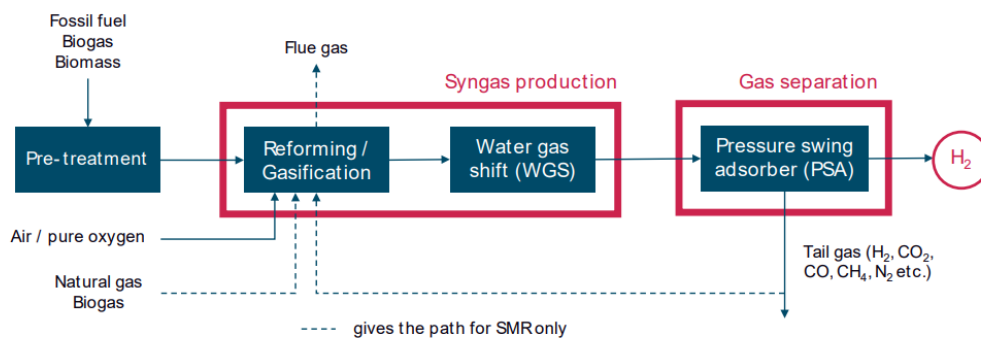 Fossil fuel
Biogas
Biomass
Flue gas
Syngas production
Gas separation
Pre-treatment
Reforming /
Gasification
Water gas
shift (WGS)
Pressure swing
adsorber (PSA)
H₂
Air / pure oxygen
Natural gas
Biogas
Tail gas (H₂, CO₂,
CO, CH₄, N₂ etc.)
gives the path for SMR only